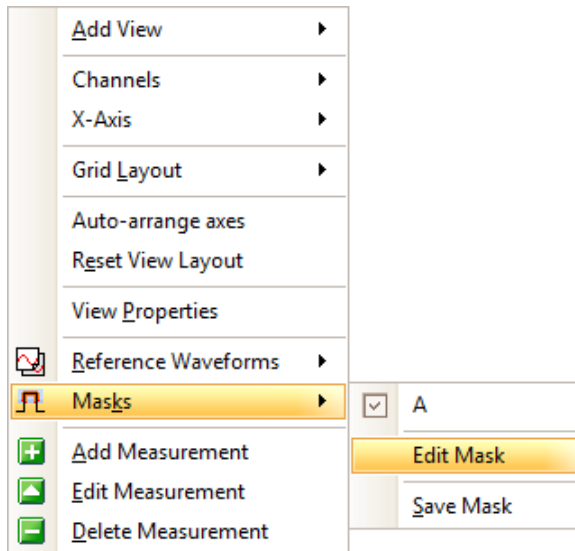 Add View
Channels
X-Axis
Grid Layout
Auto-arrange axes
Reset View Layout
View Properties
Reference Waveforms
Masks
A
Add Measurement
Edit Mask
Edit Measurement
Save Mask
Delete Measurement